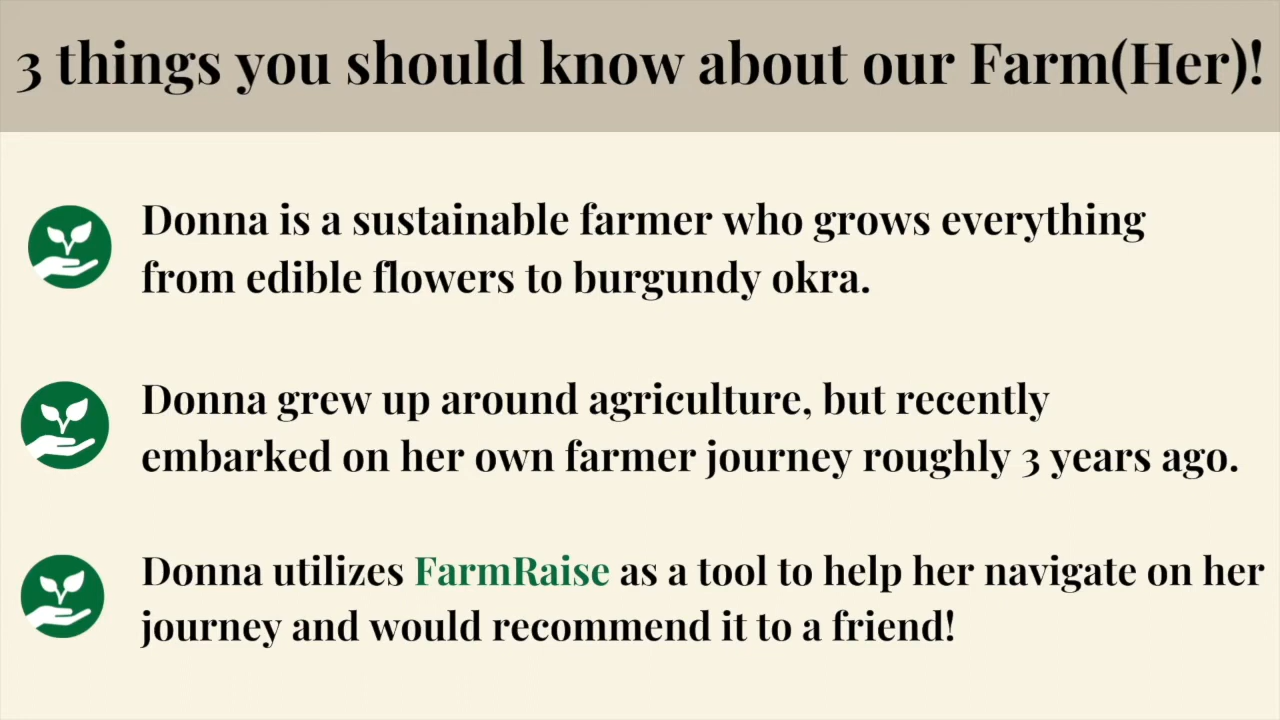 3 things you should know about our Farm(Her)!
Donna is a sustainable farmer who grows everything
from edible flowers to burgundy okra.
Donna grew up around agriculture, but recently
embarked on her own farmer journey roughly 3 years ago.
Donna utilizes FarmRaise as a tool to help her navigate on her
journey and would recommend it to a friend!